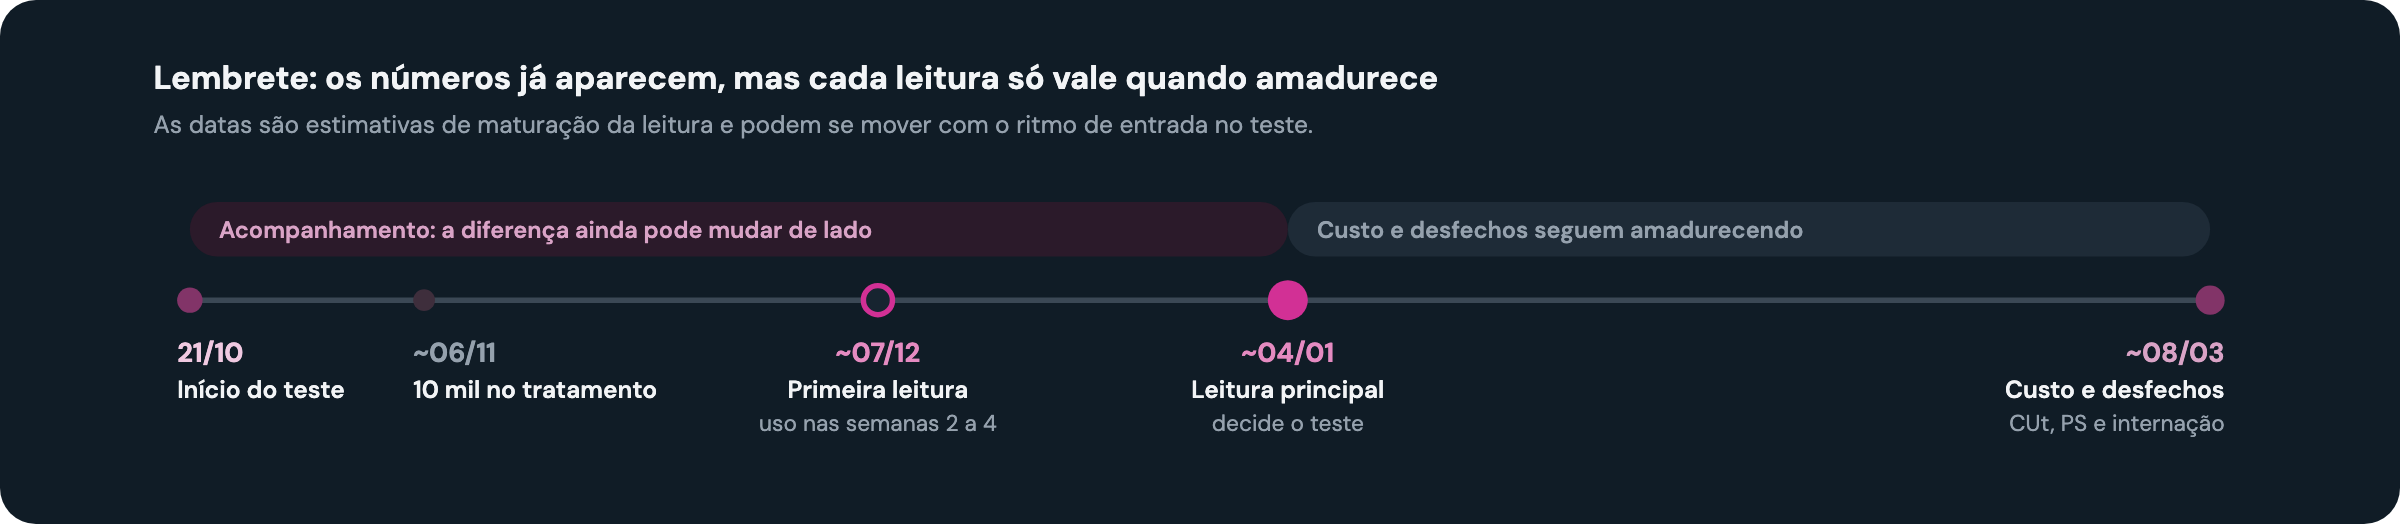 Lembrete: os números já aparecem, mas cada leitura só vale quando amadurece
As datas são estimativas de maturação da leitura e podem se mover com o ritmo de entrada no teste.
Acompanhamento: a diferença ainda pode mudar de lado
Custo e desfechos seguem amadurecendo
21/10
Início do teste
~06/11
10 mil no tratamento
~07/12
Primeira leitura
uso nas semanas 2 a 4
~04/01
Leitura principal
decide o teste
~08/03
Custo e desfechos
CUt, PS e internação